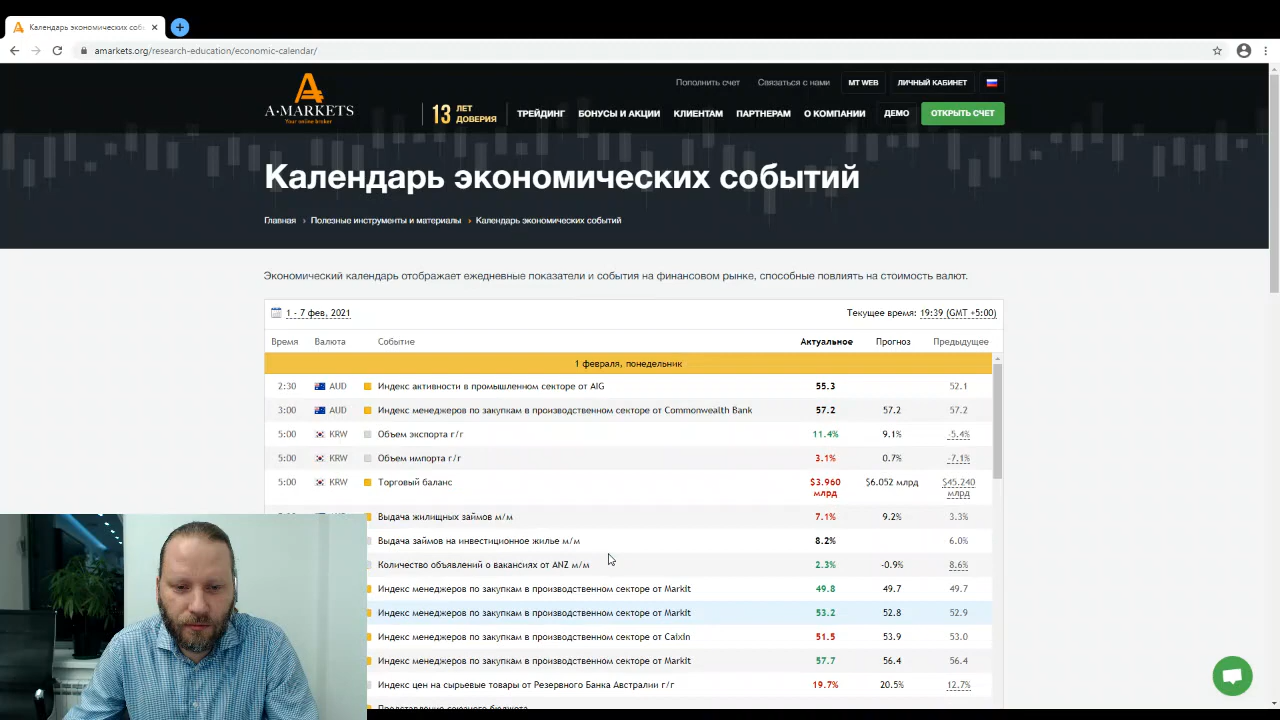 Календарь экономических собы
amarkets.org/research-education/economic-calendar/
Пополнить счет Связаться с нами MT WEB ЛИЧНЫЙ КАБИНЕТ
A·MARKETS
Your online broker
13 ЛЕТ ДОВЕРИЯ
ТРЕЙДИНГ БОНУСЫ И АКЦИИ КЛИЕНТАМ ПАРТНЕРАМ О КОМПАНИИ ДЕМО ОТКРЫТЬ СЧЕТ
Календарь экономических событий
Главная › Полезные инструменты и материалы › Календарь экономических событий
Экономический календарь отображает ежедневные показатели и события на финансовом рынке, способные повлиять на стоимость валют.
1 - 7 фев, 2021 Текущее время: 19:39 (GMT +5:00)
Время Валюта Событие Актуальное Прогноз Предыдущее
1 февраля, понедельник
2:30 AUD Индекс активности в промышленном секторе от AIG 55.3 52.1
3:00 AUD Индекс менеджеров по закупкам в производственном секторе от Commonwealth Bank 57.2 57.2 57.2
5:00 KRW Объем экспорта г/г 11.4% 9.1% -5.4%
5:00 KRW Объем импорта г/г 3.1% 0.7% -7.1%
5:00 KRW Торговый баланс $3.960 млрд $6.052 млрд $45.240 млрд
Выдача жилищных займов м/м 7.1% 9.2% 3.3%
Выдача займов на инвестиционное жилье м/м 8.2% 6.0%
Количество объявлений о вакансиях от ANZ м/м 2.3% -0.9% 8.6%
Индекс менеджеров по закупкам в производственном секторе от Markit 49.8 49.7 49.7
Индекс менеджеров по закупкам в производственном секторе от Markit 53.2 52.8 52.9
Индекс менеджеров по закупкам в производственном секторе от Caixin 51.5 53.9 53.0
Индекс менеджеров по закупкам в производственном секторе от Markit 57.7 56.4 56.4
Индекс цен на сырьевые товары от Резервного Банка Австралии г/г 19.7% 20.5% 12.7%
Представление союзного бюджета